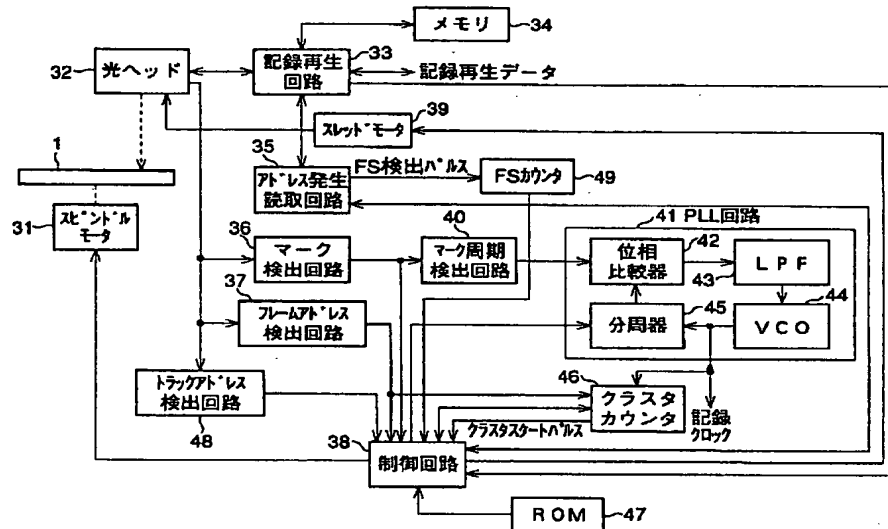 メモリ
34
33
32
光ヘッド
記録再生
回路
記録再生データ
39
スレッドモータ
1
35
FS検出パルス
アドレス発生
読取回路
FSカウンタ
49
31
スピンドル
モータ
41 PLL回路
36
マーク
検出回路
40
マーク周期
検出回路
位相
比較器
42
LPF
43
37
フレームアドレス
検出回路
分周器
45
44
VCO
トラックアドレス
検出回路
48
46
クラスタ
カウンタ
記録
クロック
クラスタスタートパルス
38
制御回路
ROM
47